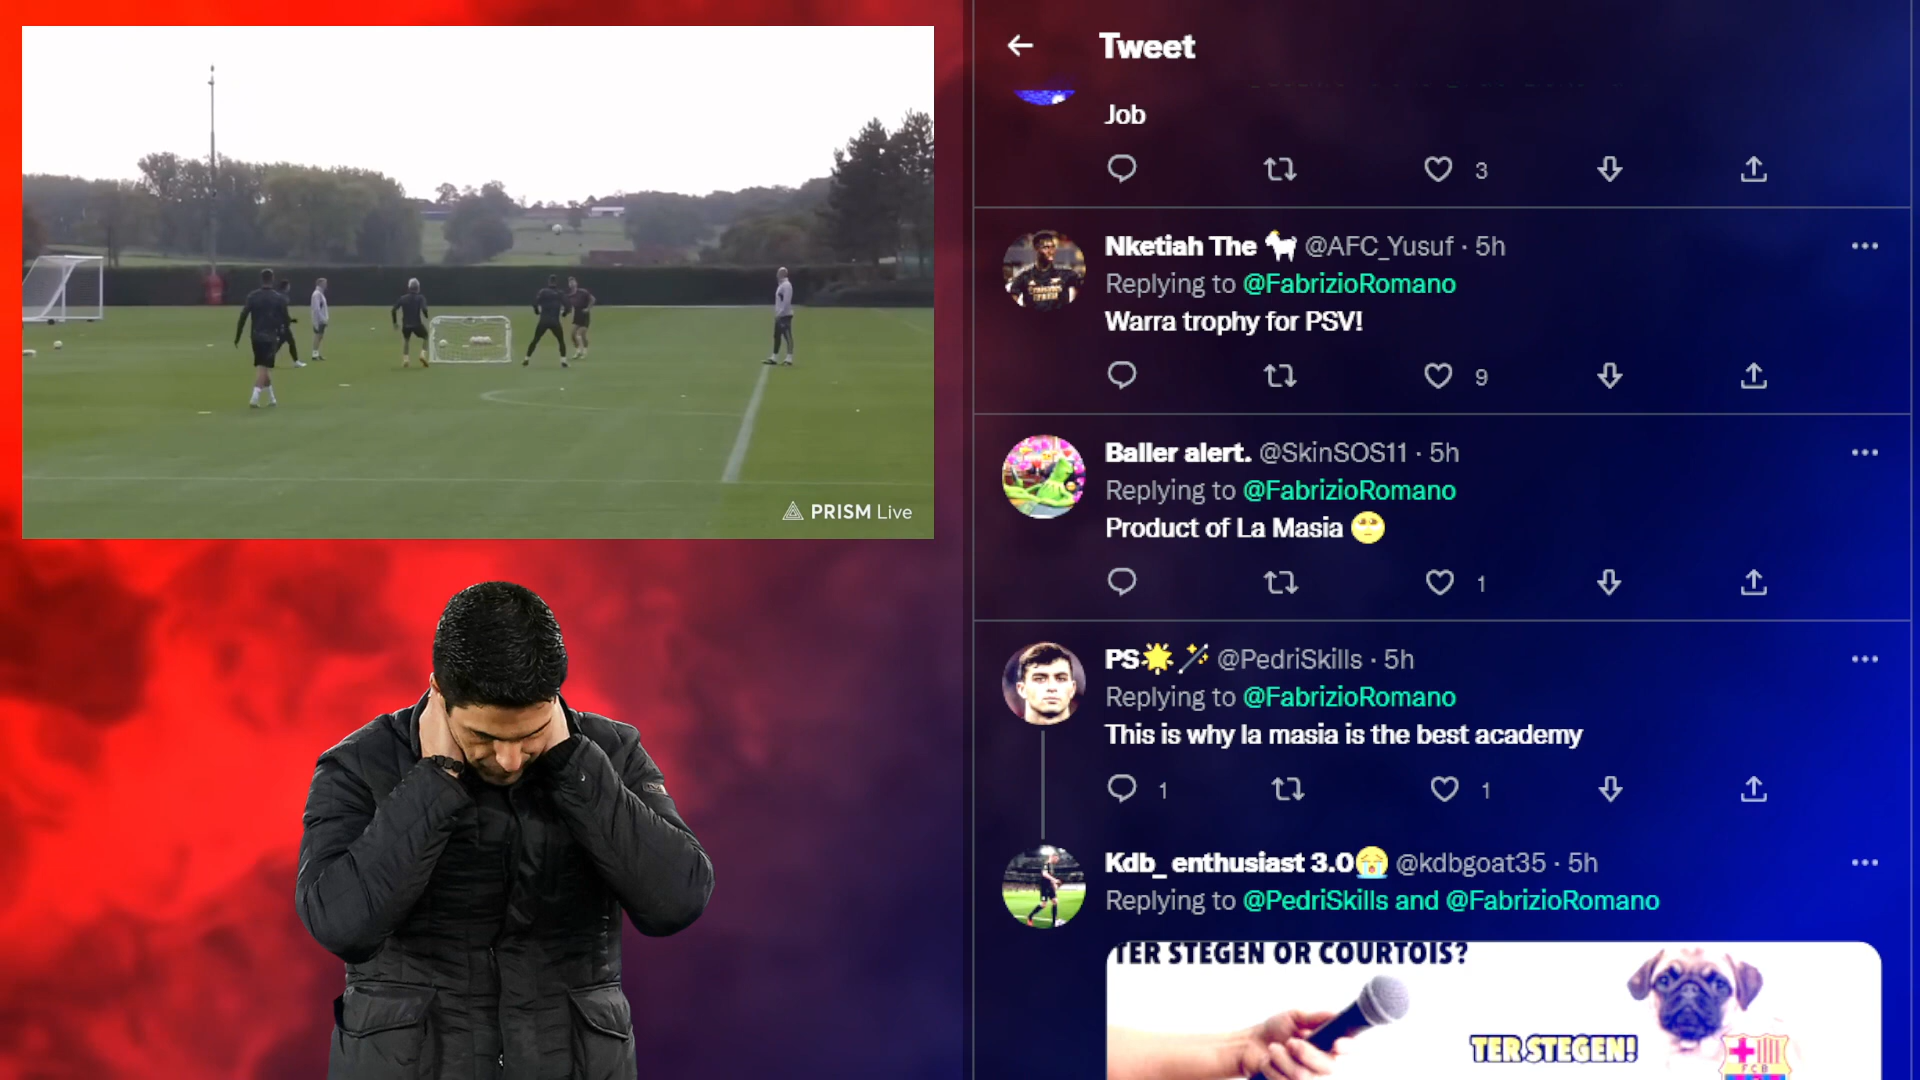 PRISM Live
Tweet
Job
3
Nketiah The 🐐 @AFC_Yusuf · 5h
Replying to @FabrizioRomano
Warra trophy for PSV!
9
Baller alert. @SkinSOS11 · 5h
Replying to @FabrizioRomano
Product of La Masia 🥺
1
PS🌟🪄 @PedriSkills · 5h
Replying to @FabrizioRomano
This is why la masia is the best academy
1 1
Kdb_ enthusiast 3.0😭 @kdbgoat35 · 5h
Replying to @PedriSkills and @FabrizioRomano
TER STEGEN OR COURTOIS?
TER STEGEN!
FCB